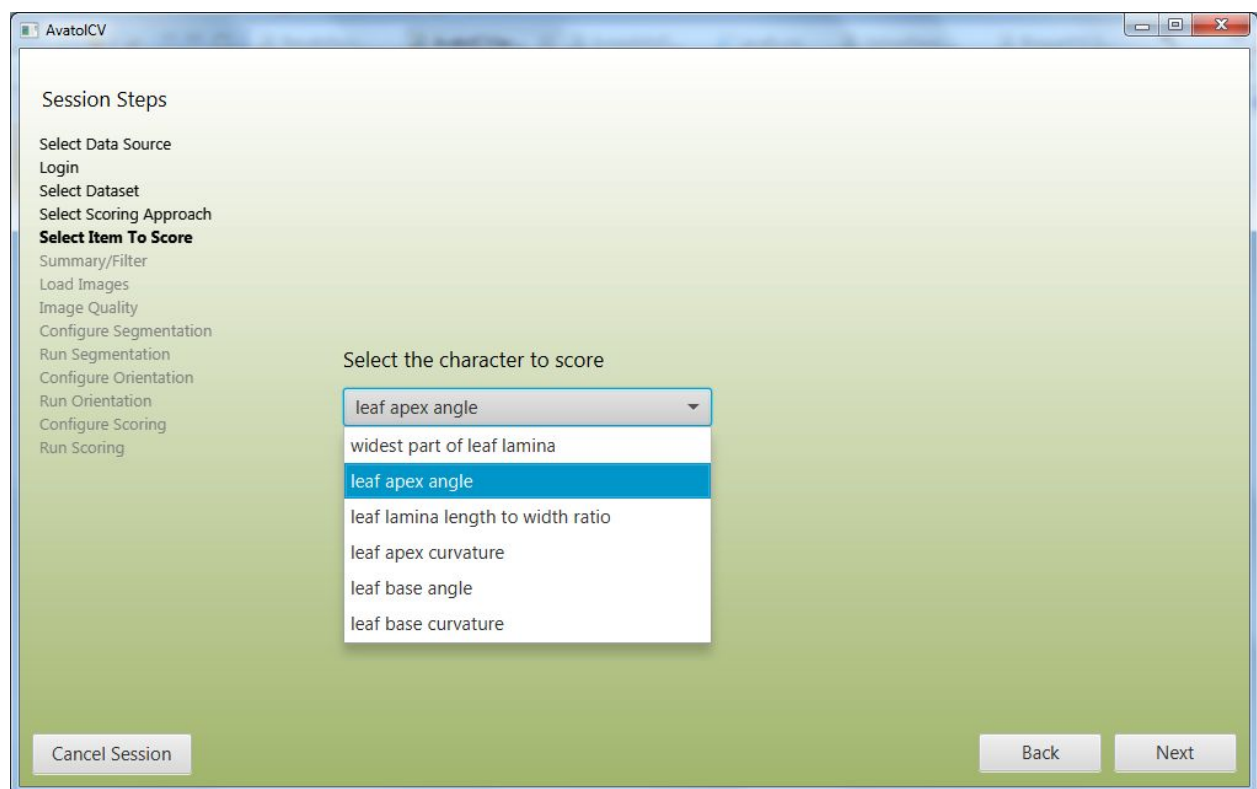 AvatolCV
Session Steps
Select Data Source
Login
Select Dataset
Select Scoring Approach
Select Item To Score
Summary/Filter
Load Images
Image Quality
Configure Segmentation
Run Segmentation
Configure Orientation
Run Orientation
Configure Scoring
Run Scoring
Select the character to score
leaf apex angle
widest part of leaf lamina
leaf apex angle
leaf lamina length to width ratio
leaf apex curvature
leaf base angle
leaf base curvature
Cancel Session
Back
Next